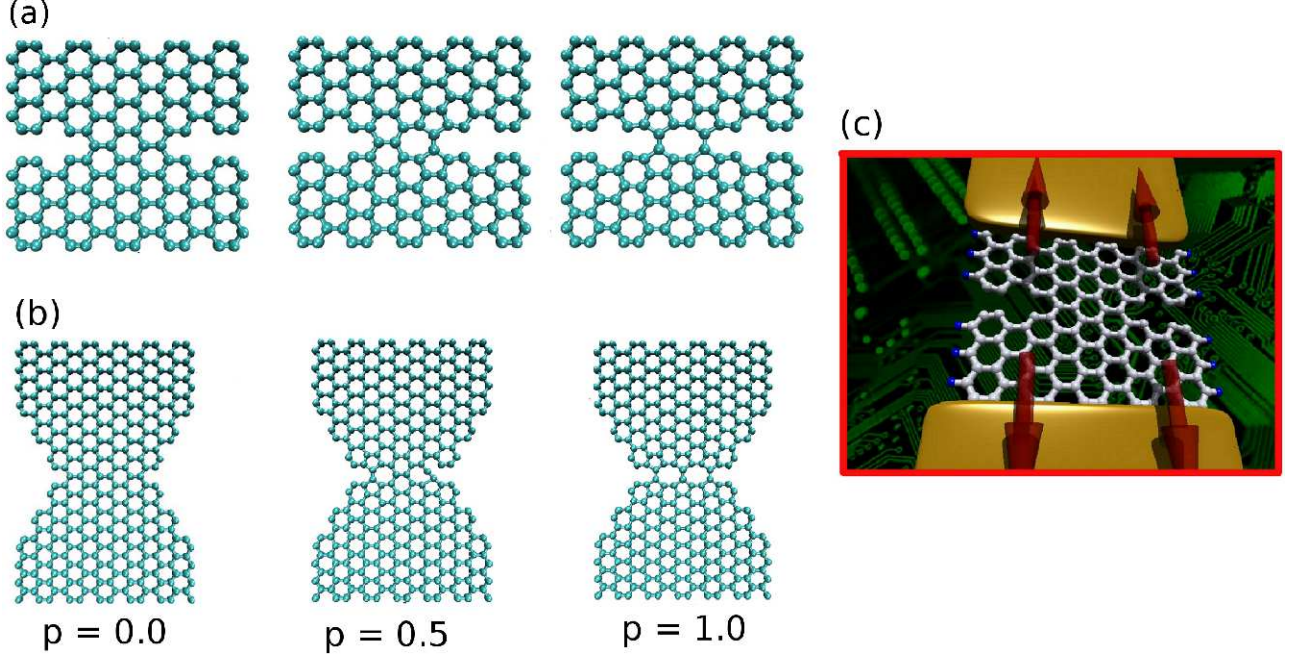 (a)
(c)
(b)
p = 0.0
p = 0.5
p = 1.0